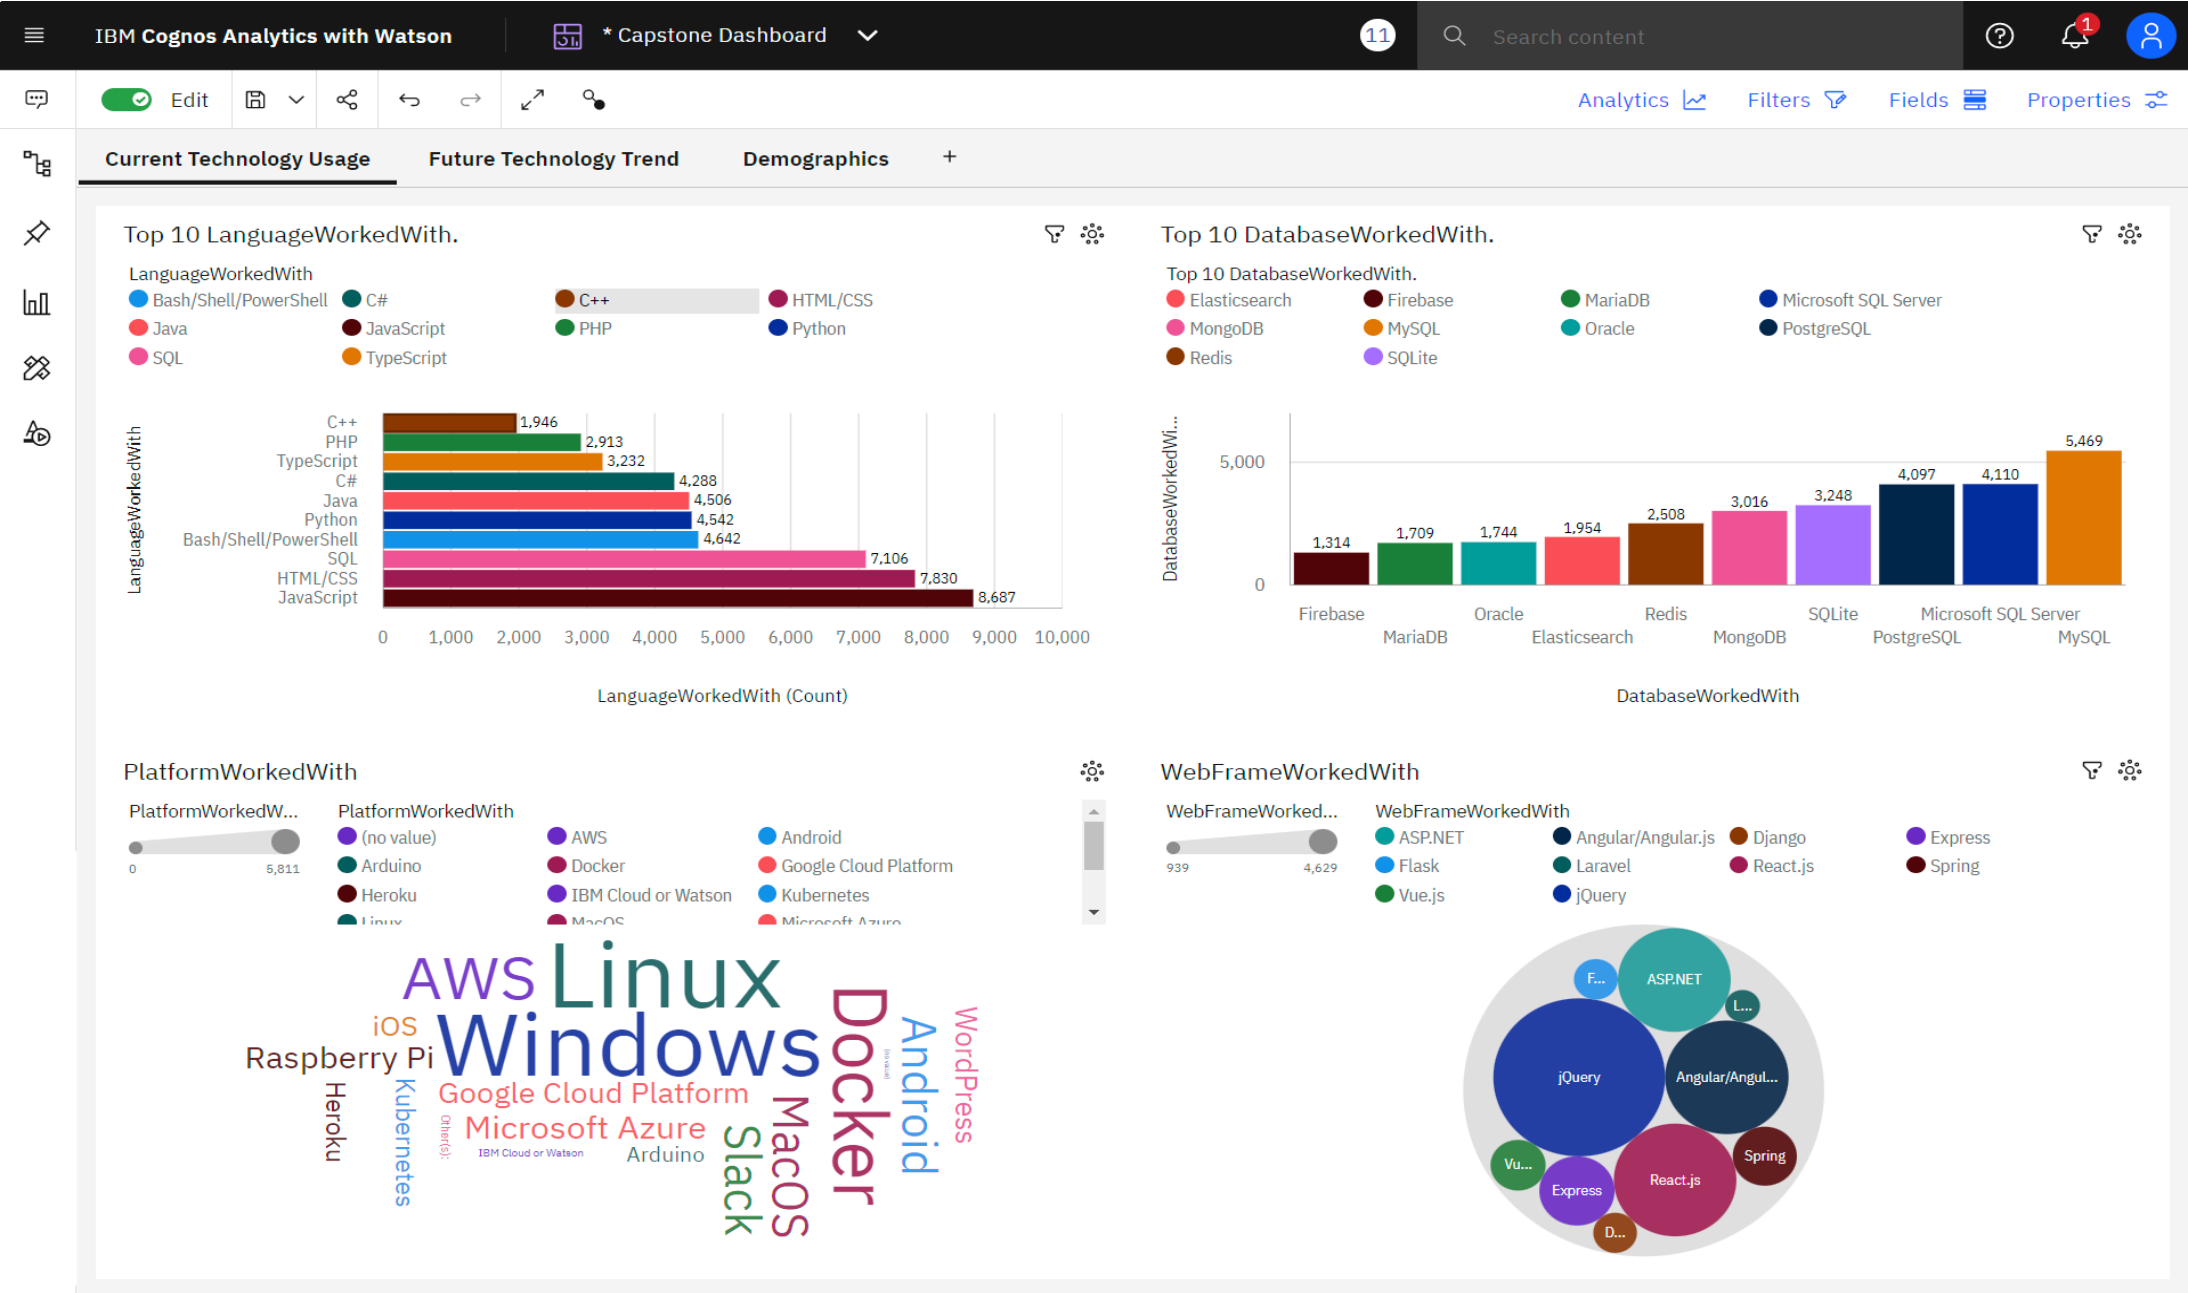 IBM Cognos Analytics with Watson
* Capstone Dashboard
11
Search content
1
Edit
Analytics
Filters
Fields
Properties
Current Technology Usage
Future Technology Trend
Demographics
+
Top 10 LanguageWorkedWith.
LanguageWorkedWith
Bash/Shell/PowerShell
C#
C++
HTML/CSS
Java
JavaScript
PHP
Python
SQL
TypeScript
LanguageWorkedWith
C++ 1,946
PHP 2,913
TypeScript 3,232
C# 4,288
Java 4,506
Python 4,542
Bash/Shell/PowerShell 4,642
SQL 7,106
HTML/CSS 7,830
JavaScript 8,687
0 1,000 2,000 3,000 4,000 5,000 6,000 7,000 8,000 9,000 10,000
LanguageWorkedWith (Count)
Top 10 DatabaseWorkedWith.
Top 10 DatabaseWorkedWith.
Elasticsearch
Firebase
MariaDB
Microsoft SQL Server
MongoDB
MySQL
Oracle
PostgreSQL
Redis
SQLite
DatabaseWorkedWi...
5,000
0
1,314
1,709
1,744
1,954
2,508
3,016
3,248
4,097
4,110
5,469
Firebase
MariaDB
Oracle
Elasticsearch
Redis
MongoDB
SQLite
PostgreSQL
Microsoft SQL Server
MySQL
DatabaseWorkedWith
PlatformWorkedWith
PlatformWorkedW...
0
5,811
PlatformWorkedWith
(no value)
AWS
Android
Arduino
Docker
Google Cloud Platform
Heroku
IBM Cloud or Watson
Kubernetes
Linux
MacOS
Microsoft Azure
AWS
Linux
iOS
Windows
Raspberry Pi
Docker
(no value)
Android
WordPress
Heroku
Kubernetes
Google Cloud Platform
Other(s):
Microsoft Azure
IBM Cloud or Watson
Arduino
Slack
MacOS
WebFrameWorkedWith
WebFrameWorked...
939
4,629
WebFrameWorkedWith
ASP.NET
Angular/Angular.js
Django
Express
Flask
Laravel
React.js
Spring
Vue.js
jQuery
F...
ASP.NET
L...
jQuery
Angular/Angul...
Vu...
Express
React.js
Spring
D...